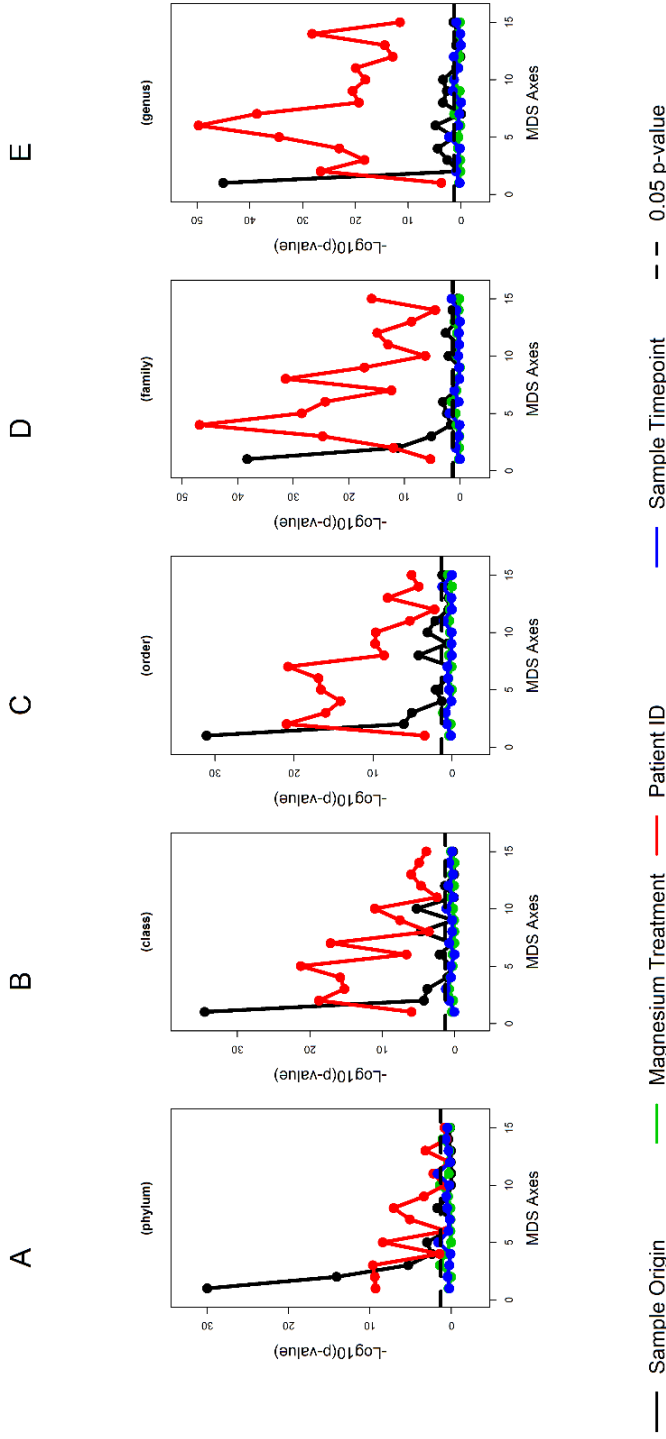 A
B
C
D
E
(phylum)
(class)
(order)
(family)
(genus)
-Log10(p-value)
0
10
20
30
0
5
10
15
MDS Axes
-Log10(p-value)
0
10
20
30
0
5
10
15
MDS Axes
-Log10(p-value)
0
10
20
30
0
5
10
15
MDS Axes
-Log10(p-value)
0
10
20
30
40
50
0
5
10
15
MDS Axes
-Log10(p-value)
0
10
20
30
40
50
0
5
10
15
MDS Axes
Sample Origin
Magnesium Treatment
Patient ID
Sample Timepoint
0.05 p-value